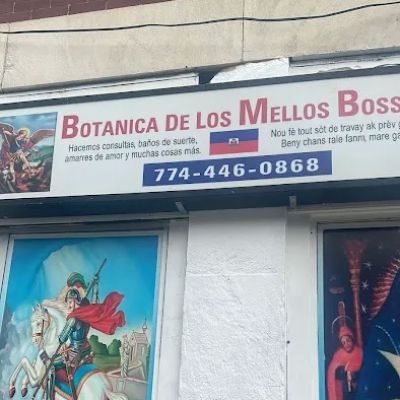 BOTANICA DE LOS MELLOS BOSS
Hacemos consultas, baños de suerte,
amarres de amor y muchas cosas más.
Nou fè tout sòt de travay ak prèv
Beny chans rale fanm, mare
774-446-0868